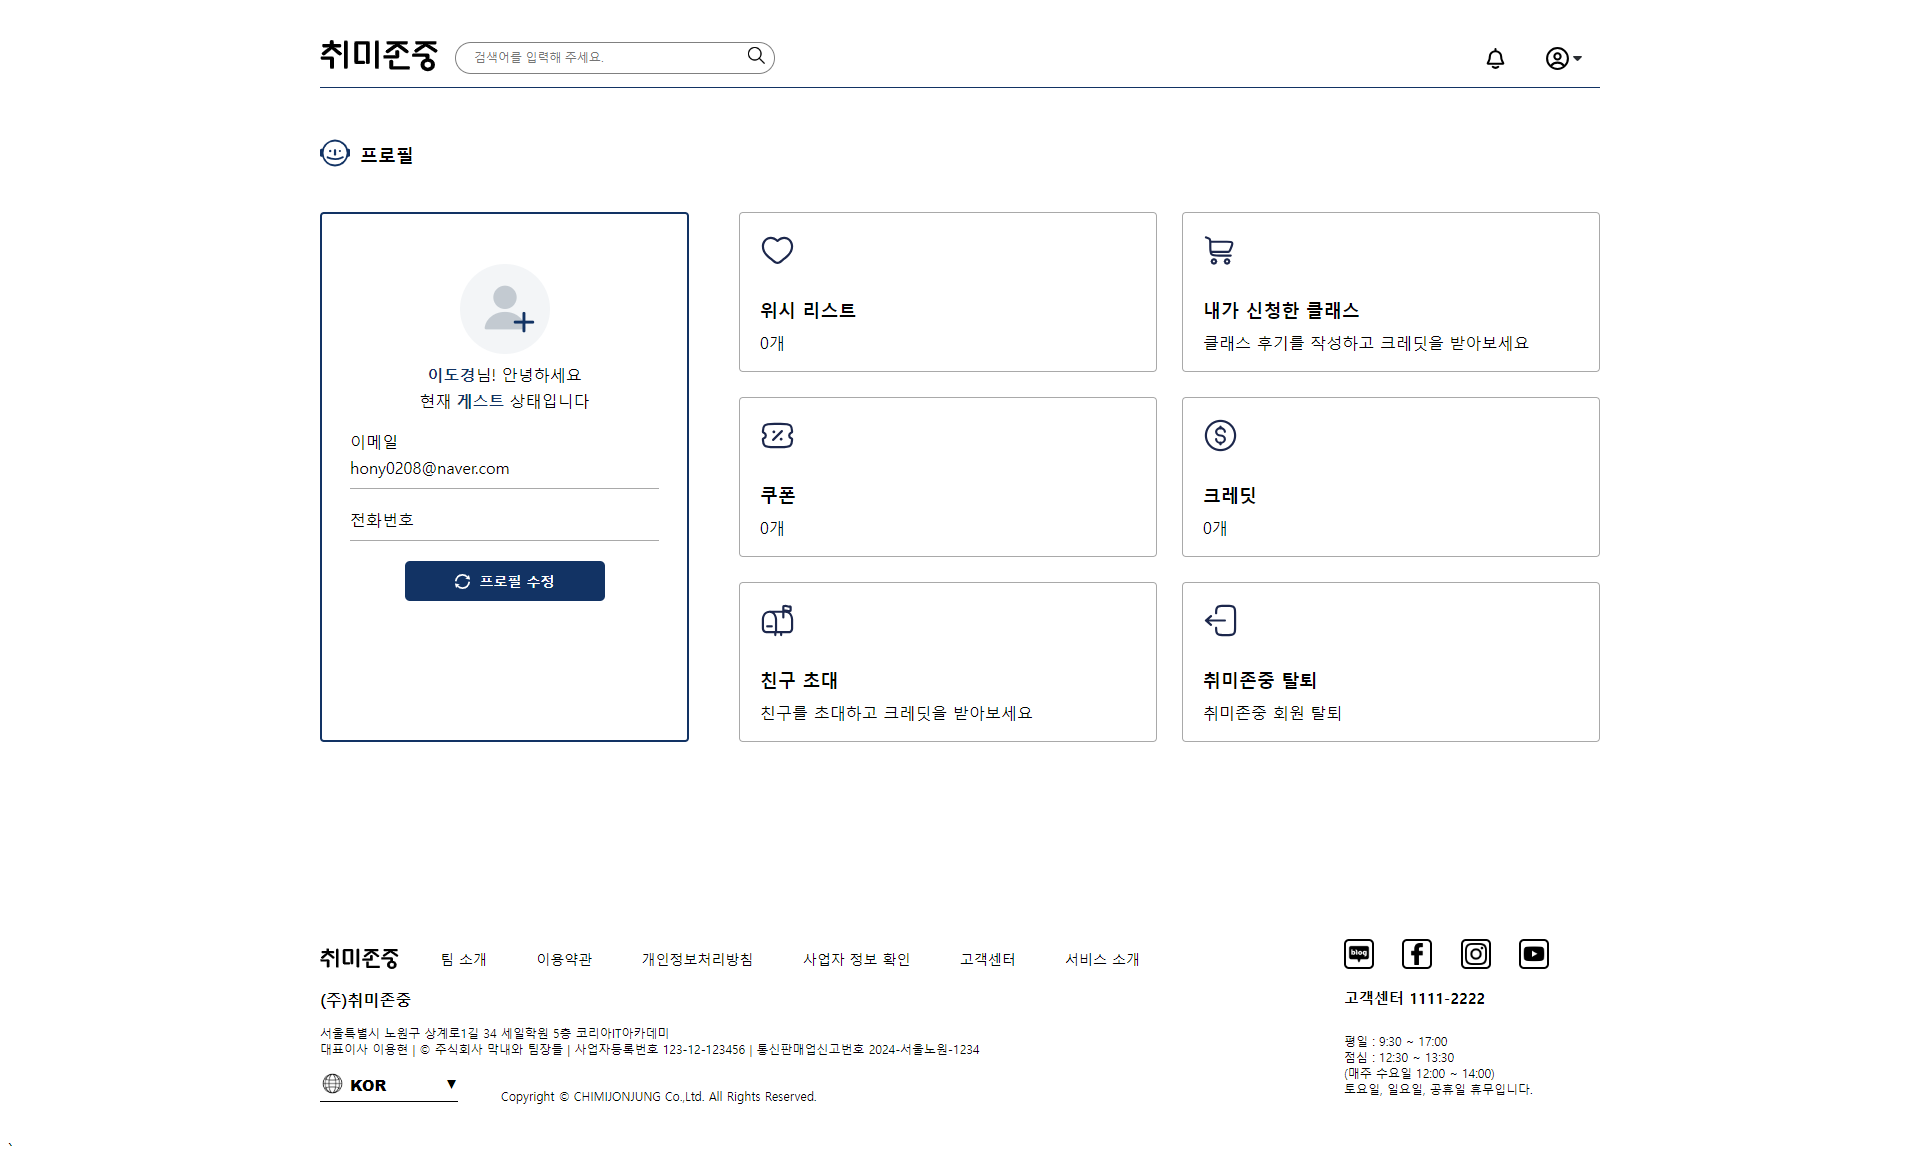 취미존중
검색어를 입력해 주세요.
프로필
이도경님! 안녕하세요
현재 게스트 상태입니다
이메일
hony0208@naver.com
전화번호
프로필 수정
위시 리스트
0개
내가 신청한 클래스
클래스 후기를 작성하고 크레딧을 받아보세요
쿠폰
0개
크레딧
0개
친구 초대
친구를 초대하고 크레딧을 받아보세요
취미존중 탈퇴
취미존중 회원 탈퇴
취미존중 팀 소개 이용약관 개인정보처리방침 사업자 정보 확인 고객센터 서비스 소개
(주)취미존중
서울특별시 노원구 상계로1길 34 세일학원 5층 코리아IT아카데미
대표이사 이용현 | © 주식회사 막내와 팀장들 | 사업자등록번호 123-12-123456 | 통신판매업신고번호 2024-서울노원-1234
KOR ▼
Copyright © CHIMIJONJUNG Co.,Ltd. All Rights Reserved.
blog
고객센터 1111-2222
평일 : 9:30 ~ 17:00
점심 : 12:30 ~ 13:30
(매주 수요일 12:00 ~ 14:00)
토요일, 일요일, 공휴일 휴무입니다.
`